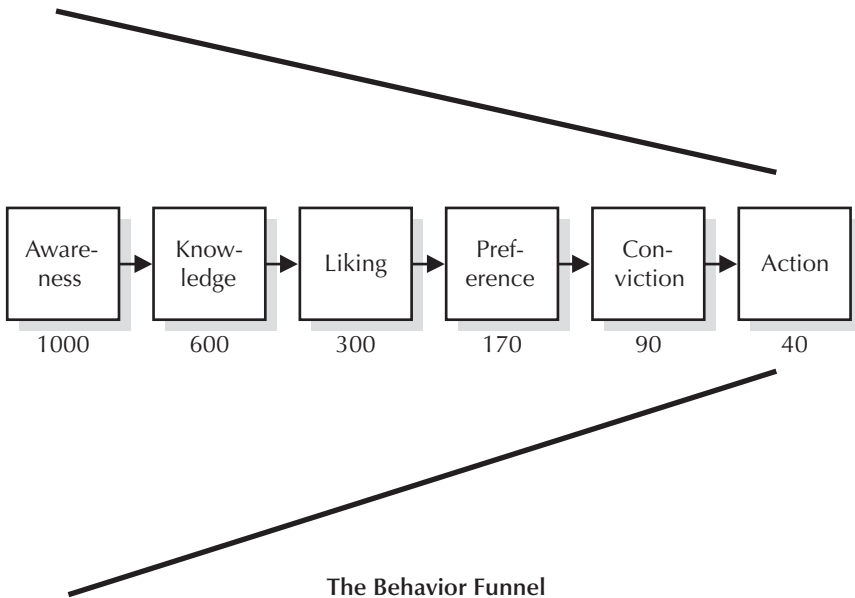 Aware-
ness
Know-
ledge
Liking
Pref-
erence
Con-
viction
Action
1000
600
300
170
90
40
The Behavior Funnel